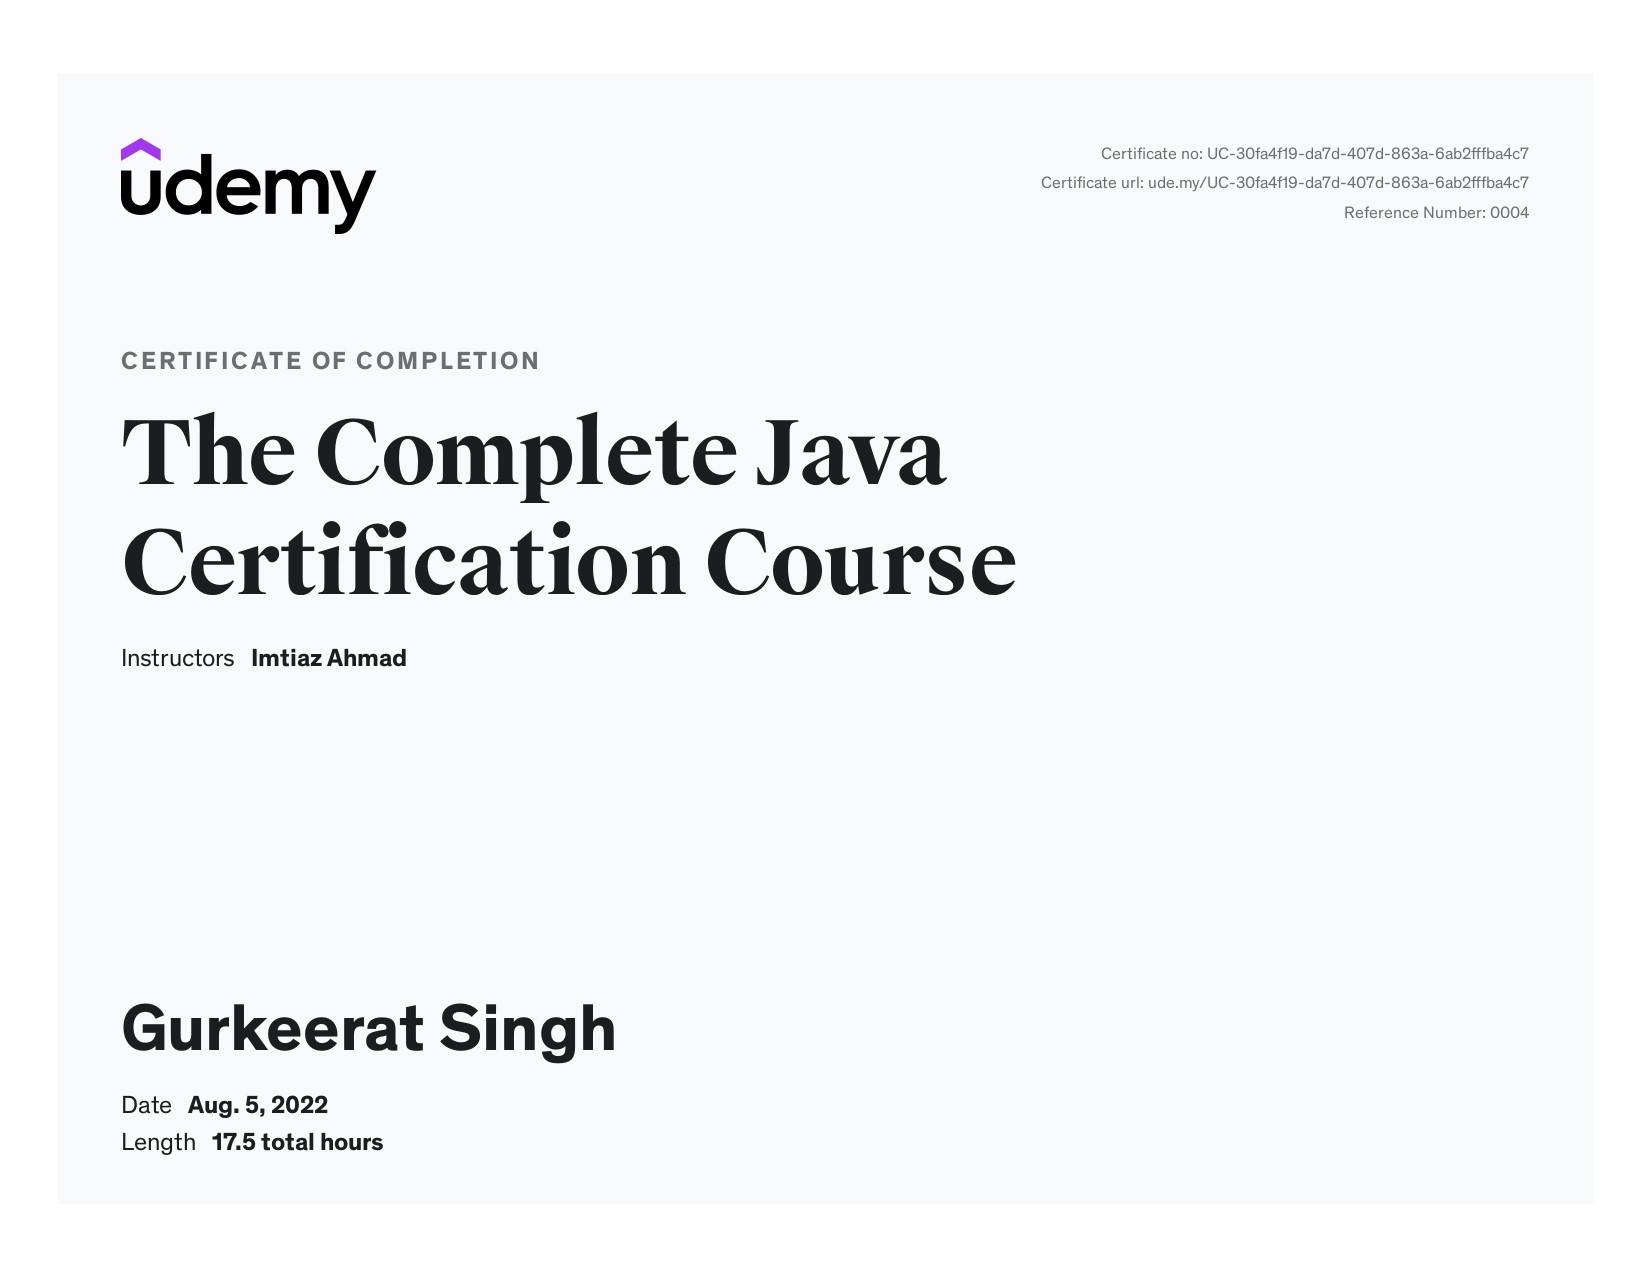 udemy
Certificate no: UC-30fa4f19-da7d-407d-863a-6ab2fffba4c7
Certificate url: ude.my/UC-30fa4f19-da7d-407d-863a-6ab2fffba4c7
Reference Number: 0004
CERTIFICATE OF COMPLETION
The Complete Java
Certification Course
Instructors Imtiaz Ahmad
Gurkeerat Singh
Date Aug. 5, 2022
Length 17.5 total hours